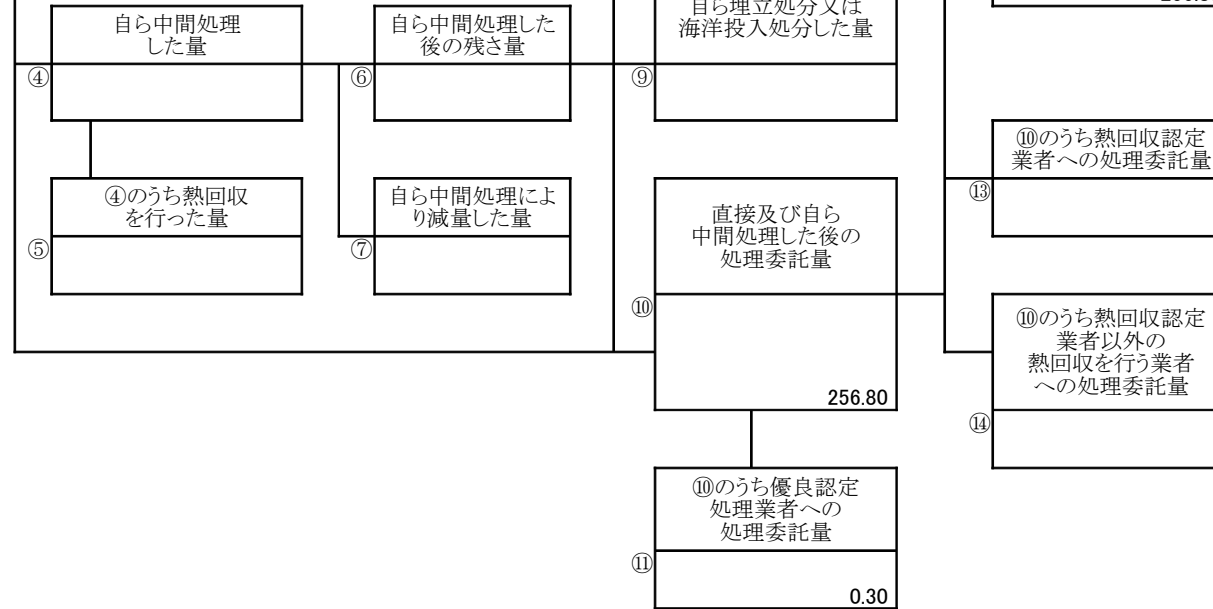 自ら埋立処分又は
海洋投入処分した量
自ら中間処理
した量
自ら中間処理した
後の残さ量
④
⑥
⑨
⑩のうち熱回収認定
業者への処理委託量
⑬
④のうち熱回収
を行った量
自ら中間処理によ
り減量した量
直接及び自ら
中間処理した後の
処理委託量
⑤
⑦
⑩
256.80
⑩のうち熱回収認定
業者以外の
熱回収を行う業者
への処理委託量
⑭
⑩のうち優良認定
処理業者への
処理委託量
⑪
0.30